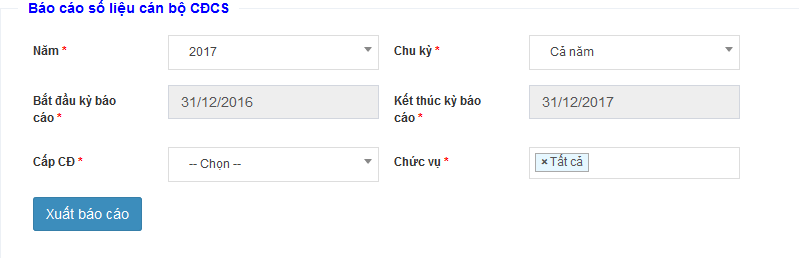 Báo cáo số liệu cán bộ CĐCS
Năm * 2017 Chu kỳ * Cả năm
Bắt đầu kỳ báo cáo * 31/12/2016 Kết thúc kỳ báo cáo * 31/12/2017
Cấp CĐ * -- Chọn -- Chức vụ * × Tất cả
Xuất báo cáo